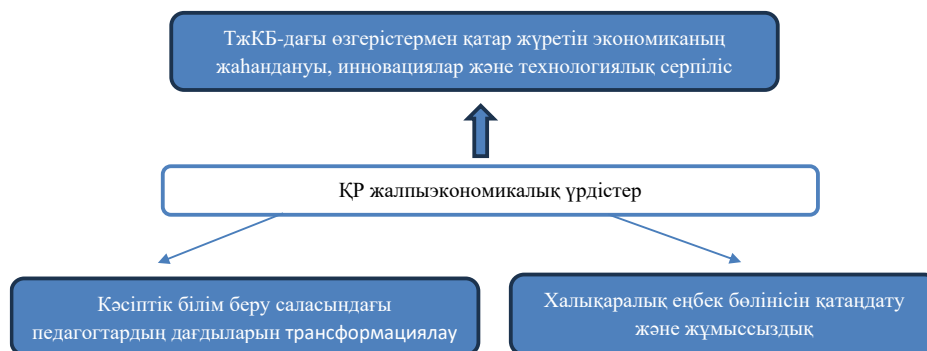 ТжКБ-дағы өзгерістермен қатар жүретін экономиканың
жаһандануы, инновациялар және технологиялық серпіліс
ҚР жалпыэкономикалық үрдістер
Кәсіптік білім беру саласындағы
педагогтардың дағдыларын трансформациялау
Халықаралық еңбек бөлінісін қатаңдату
және жұмыссыздық